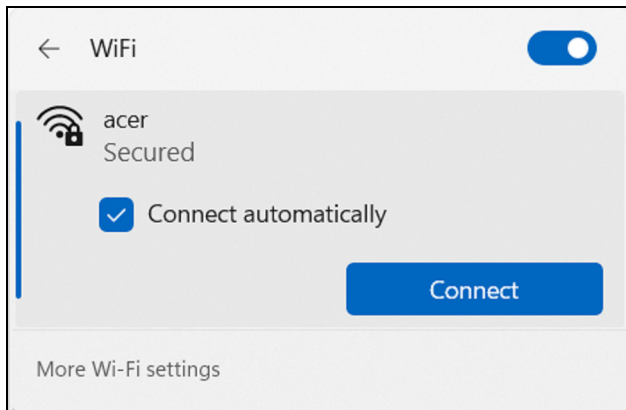 WiFi
acer
Secured
Connect automatically
Connect
More Wi-Fi settings